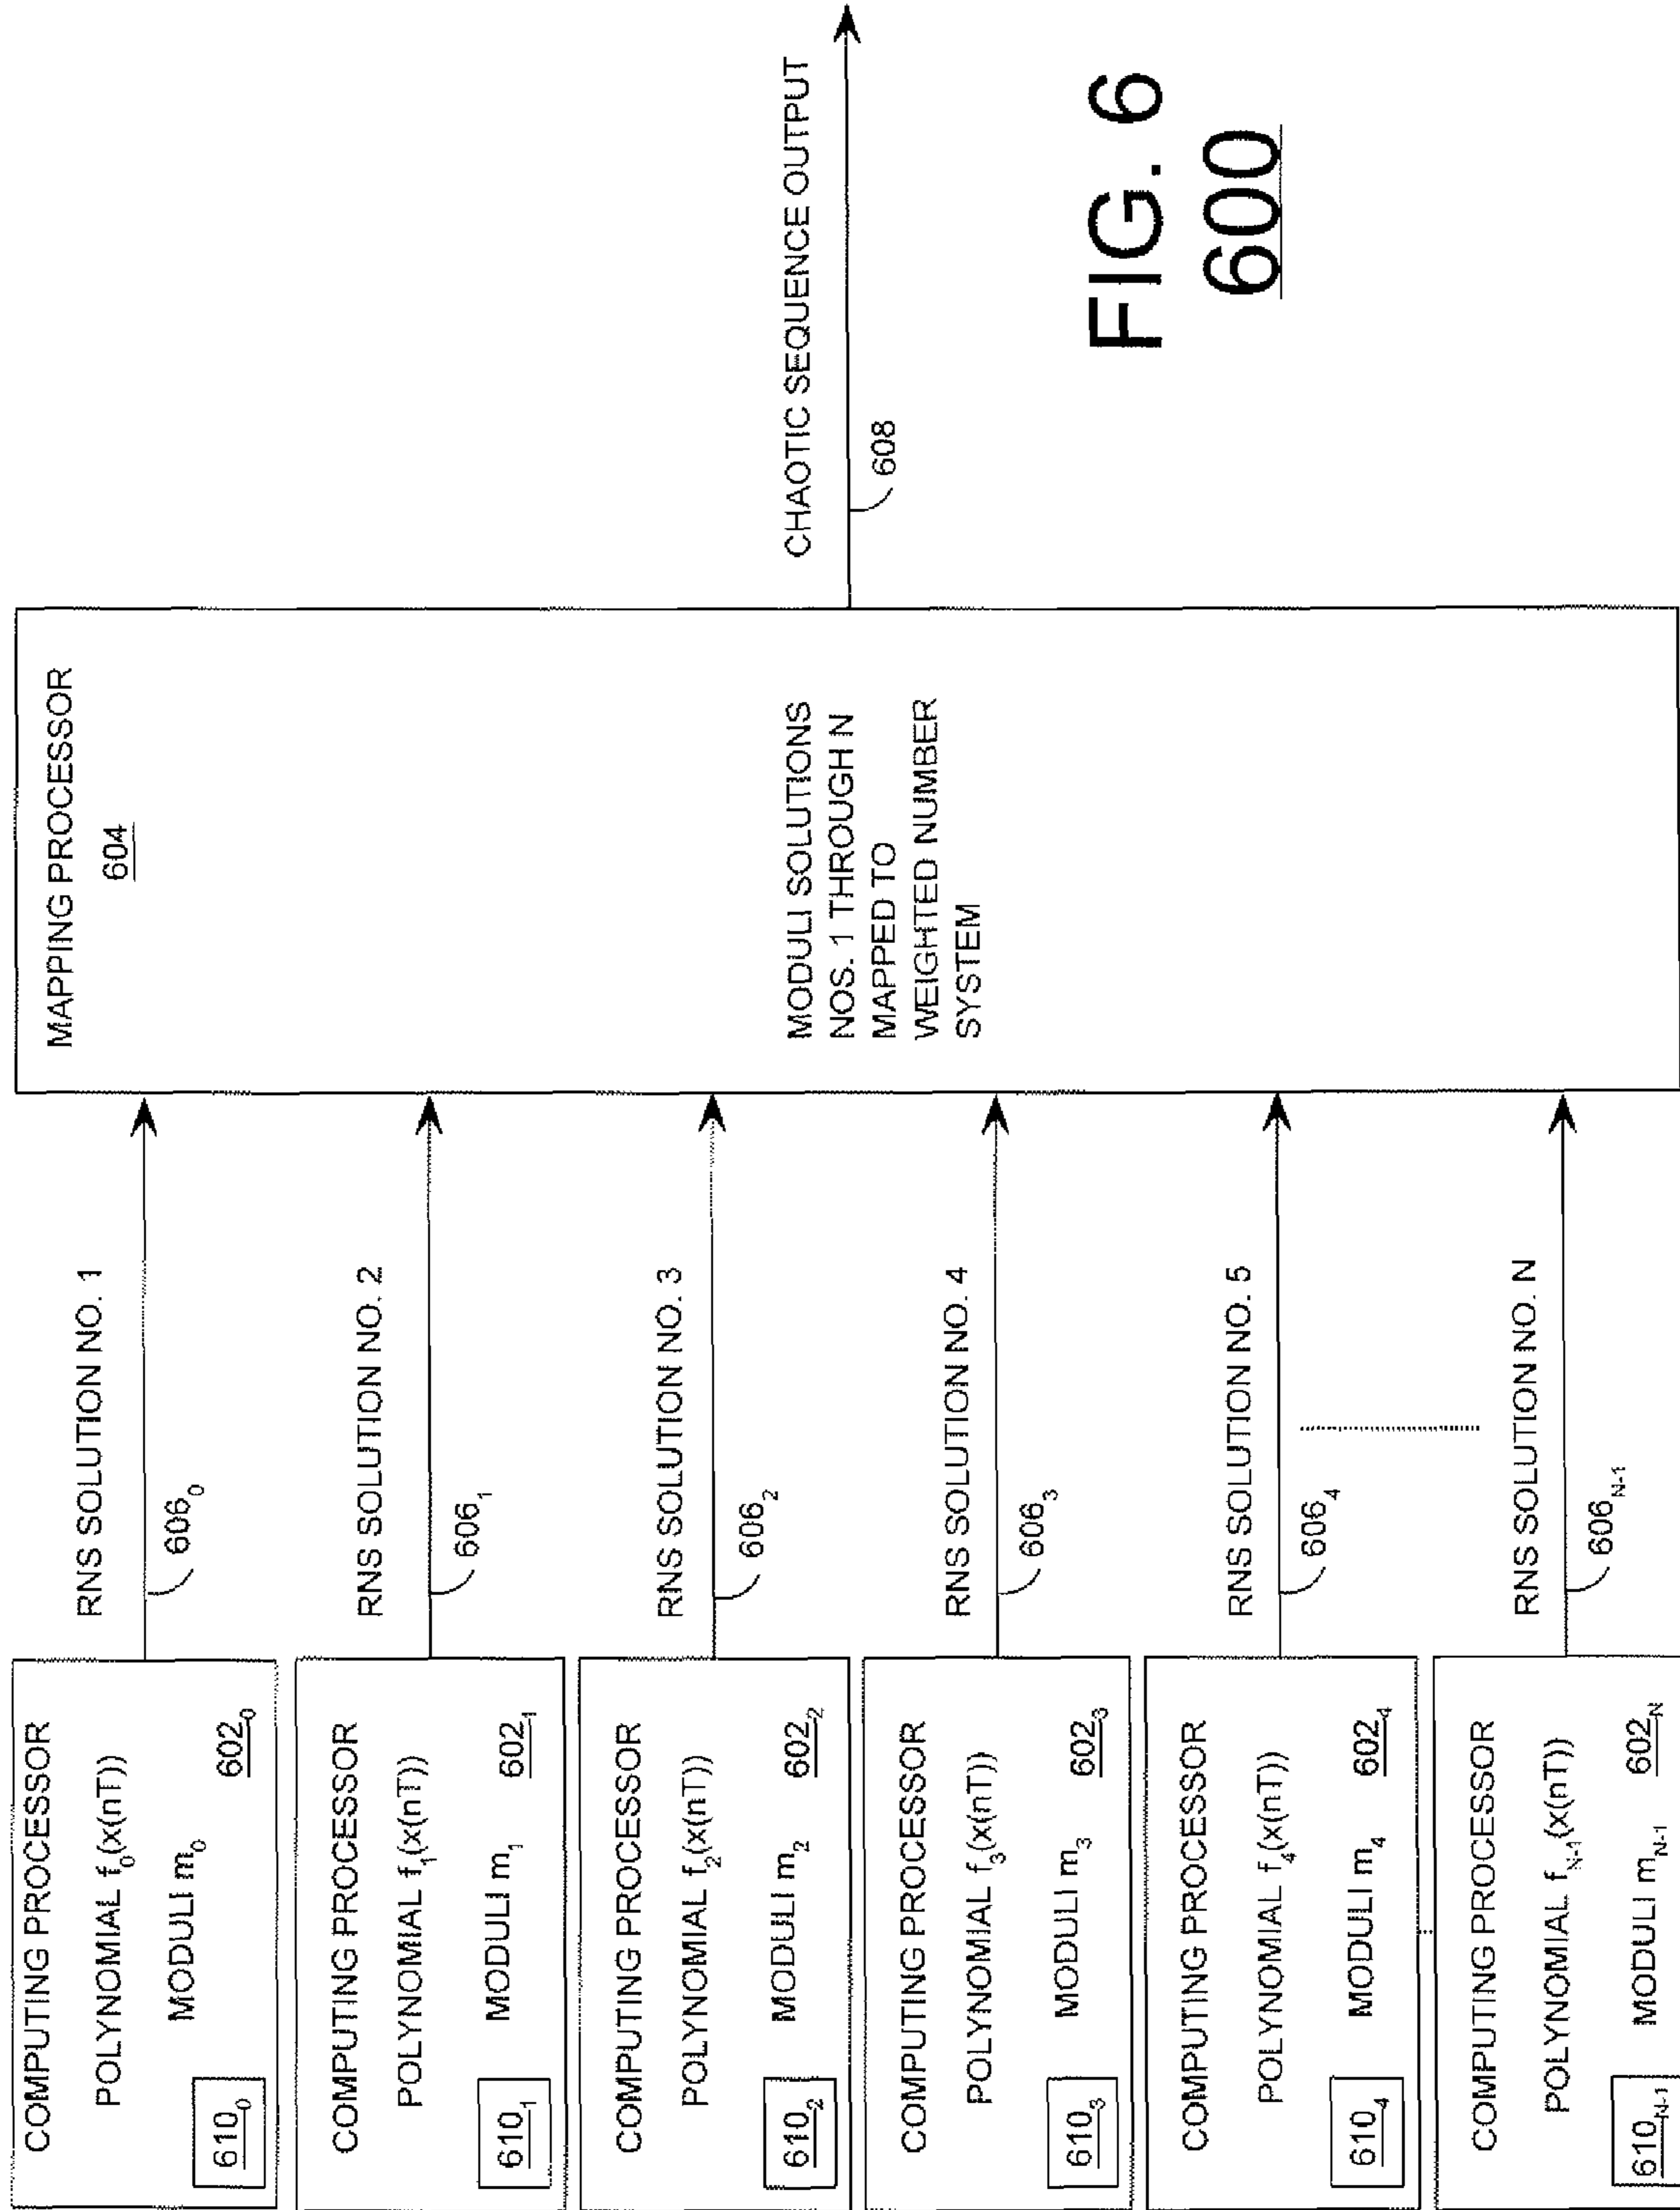 COMPUTING PROCESSOR
POLYNOMIAL f₀(x(nT))
MODULI m₀
610₀
602₀
RNS SOLUTION NO. 1
606₀
COMPUTING PROCESSOR
POLYNOMIAL f₁(x(nT))
MODULI m₁
610₁
602₁
RNS SOLUTION NO. 2
606₁
COMPUTING PROCESSOR
POLYNOMIAL f₂(x(nT))
MODULI m₂
610₂
602₂
RNS SOLUTION NO. 3
606₂
COMPUTING PROCESSOR
POLYNOMIAL f₃(x(nT))
MODULI m₃
610₃
602₃
RNS SOLUTION NO. 4
606₃
COMPUTING PROCESSOR
POLYNOMIAL f₄(x(nT))
MODULI m₄
610₄
602₄
RNS SOLUTION NO. 5
606₄
COMPUTING PROCESSOR
POLYNOMIAL f_N-1(x(nT))
MODULI m_N-1
610_N-1
602_N
RNS SOLUTION NO. N
606_N-1
MAPPING PROCESSOR
604
MODULI SOLUTIONS
NOS. 1 THROUGH N
MAPPED TO
WEIGHTED NUMBER
SYSTEM
CHAOTIC SEQUENCE OUTPUT
608
FIG. 6
600